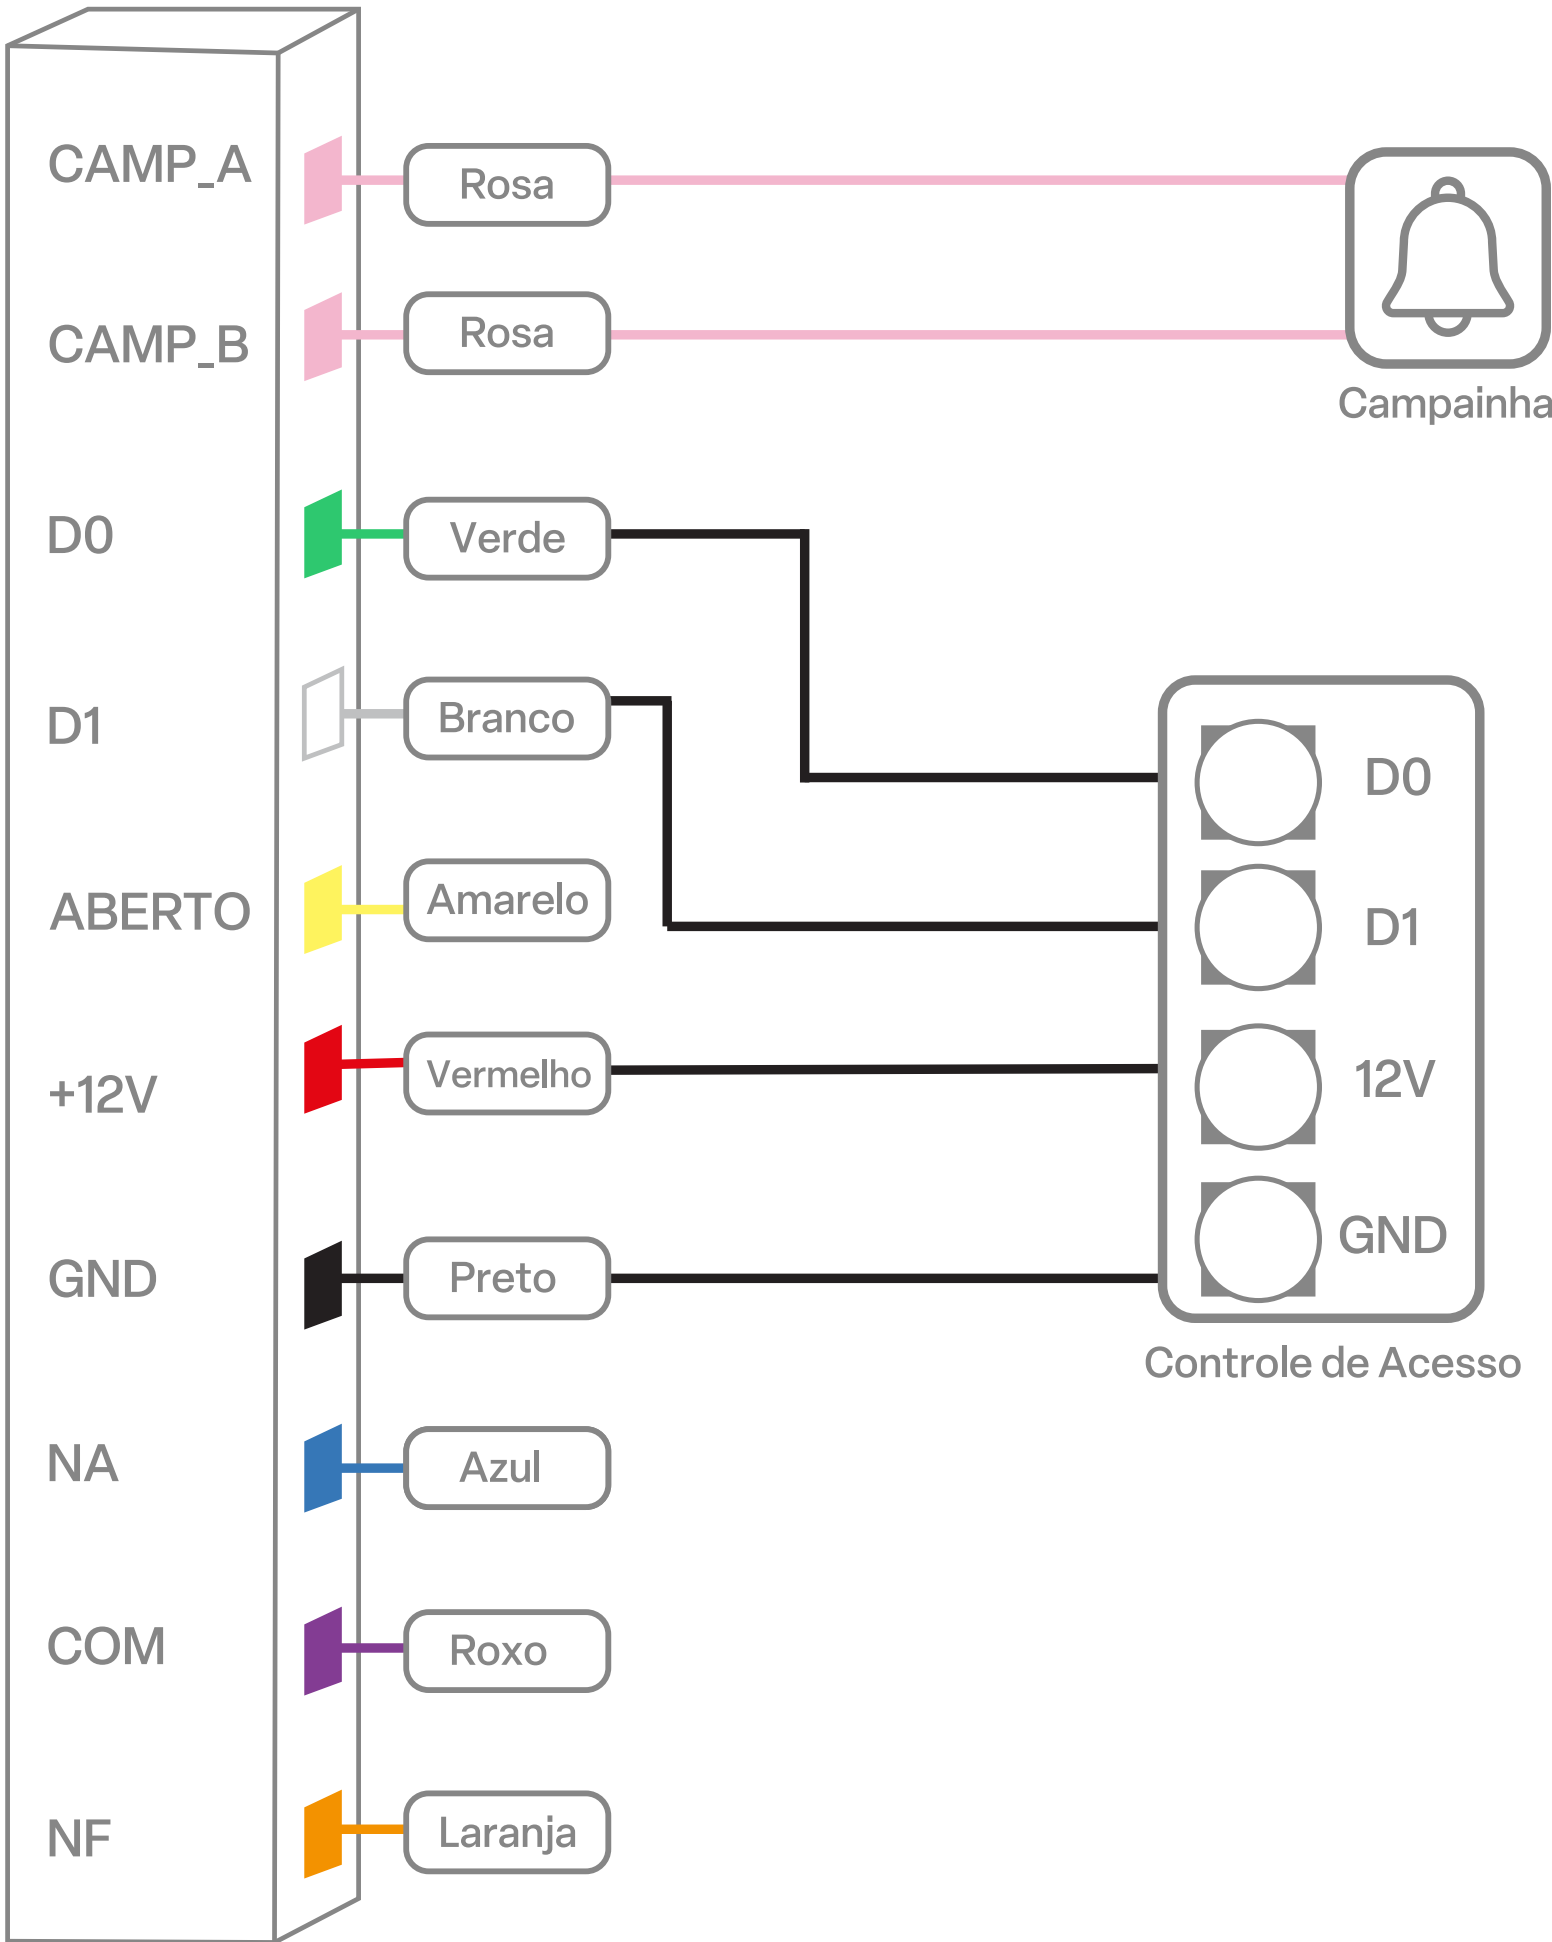 CAMP_A
Rosa
CAMP_B
Rosa
Campainha
D0
Verde
D1
Branco
D0
ABERTO
Amarelo
D1
+12V
Vermelho
12V
GND
Preto
GND
Controle de Acesso
NA
Azul
COM
Roxo
NF
Laranja